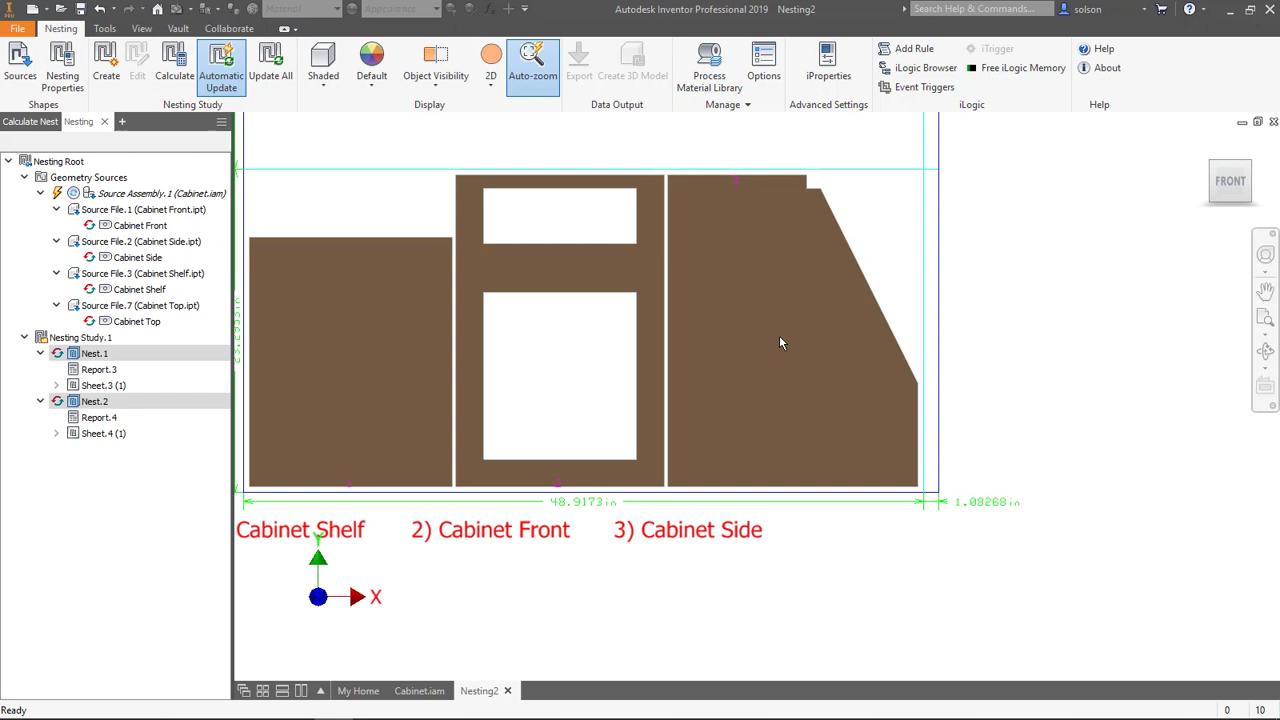 Material
Appearance
Autodesk Inventor Professional 2019 Nesting2
Search Help & Commands...
solson
PRO
File
Nesting
Tools
Vault
Collaborate
Sources
Nesting Properties
Create
Edit
Calculate
Automatic Update
Update All
Shaded
Default
Object Visibility
2D
Auto-zoom
Export
Create 3D Model
Process Material Library
Options
iProperties
Add Rule
iTrigger
iLogic Browser
Free iLogic Memory
Event Triggers
Help
About
Shapes
Nesting Study
Display
Data Output
Manage
Advanced Settings
iLogic
Help
Calculate Nest
Nesting
Nesting Root
Geometry Sources
Source Assembly.1 (Cabinet.iam)
Source File.1 (Cabinet Front.ipt)
Cabinet Front
Source File.2 (Cabinet Side.ipt)
Cabinet Side
Source File.3 (Cabinet Shelf.ipt)
Cabinet Shelf
Source File.7 (Cabinet Top.ipt)
Cabinet Top
Nesting Study.1
Nest.1
Report.3
Sheet.3 (1)
Nest.2
Report.4
Sheet.4 (1)
FRONT
48.9173in
1.08268in
Cabinet Shelf 2) Cabinet Front 3) Cabinet Side
Y
X
My Home
Cabinet.iam
Nesting2
Ready
0
10